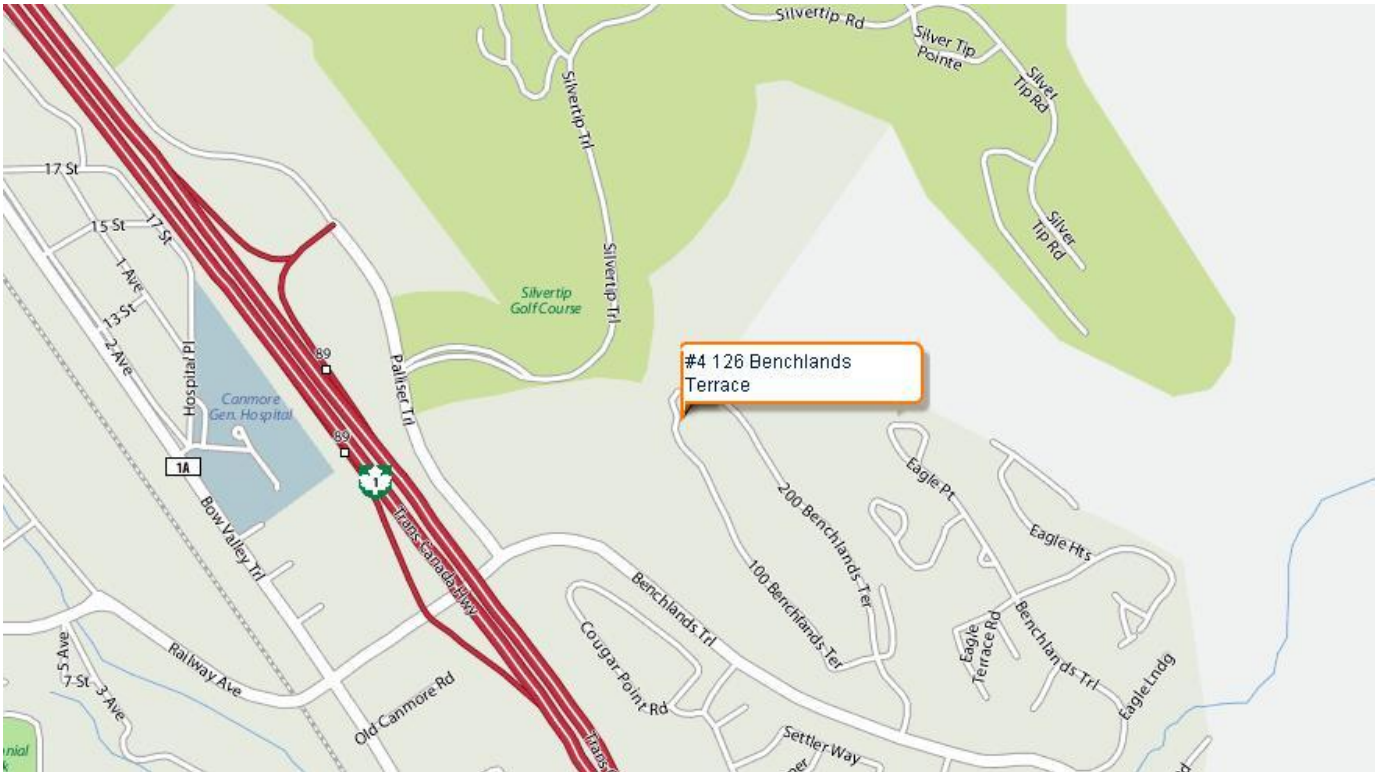 Silvertip Rd
Silver Tip
Pointe
Silver
Tip Rd
Silvertip Trl
17 St
15 St
17 St
Silver
Tip Rd
1 Ave
Silvertip Trl
13 St
Silvertip
Golf Course
2 Ave
Hospital Pl
89
Palliser Trl
#4 126 Benchlands
Terrace
Canmore
Gen. Hospital
89
1A
1
Eagle Pt
Bow Valley Trl
Trans Canada Hwy
200 Benchlands Ter
Eagle Hts
100 Benchlands Ter
Benchlands Trl
Benchlands Trl
Eagle
Terrace Rd
Cougar Point Rd
Railway Ave
5 Ave
7 St
3 Ave
Old Canmore Rd
Eagle Lndg
Settler Way